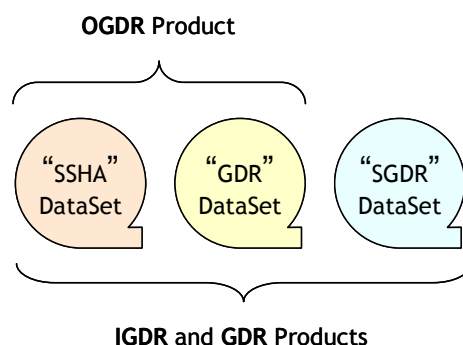 OGDR Product
“SSHA”
DataSet
“GDR”
DataSet
“SGDR”
DataSet
IGDR and GDR Products